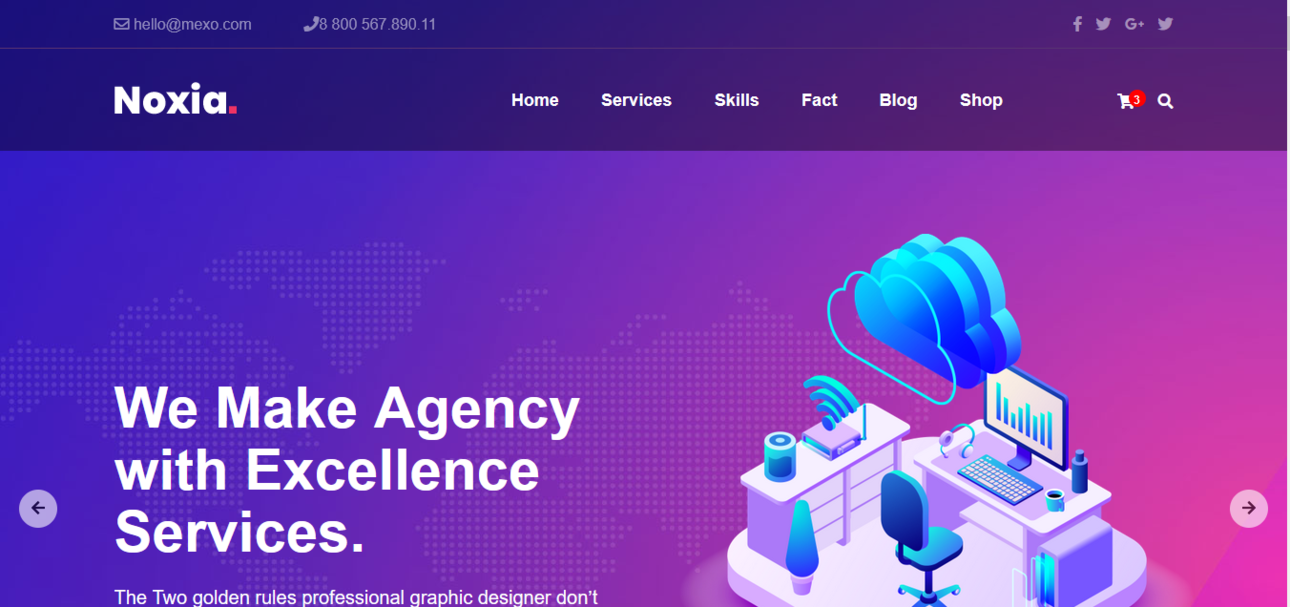 hello@mexo.com 8 800 567.890.11
Noxia.
Home Services Skills Fact Blog Shop 3
We Make Agency
with Excellence
Services.
The Two golden rules professional graphic designer don’t